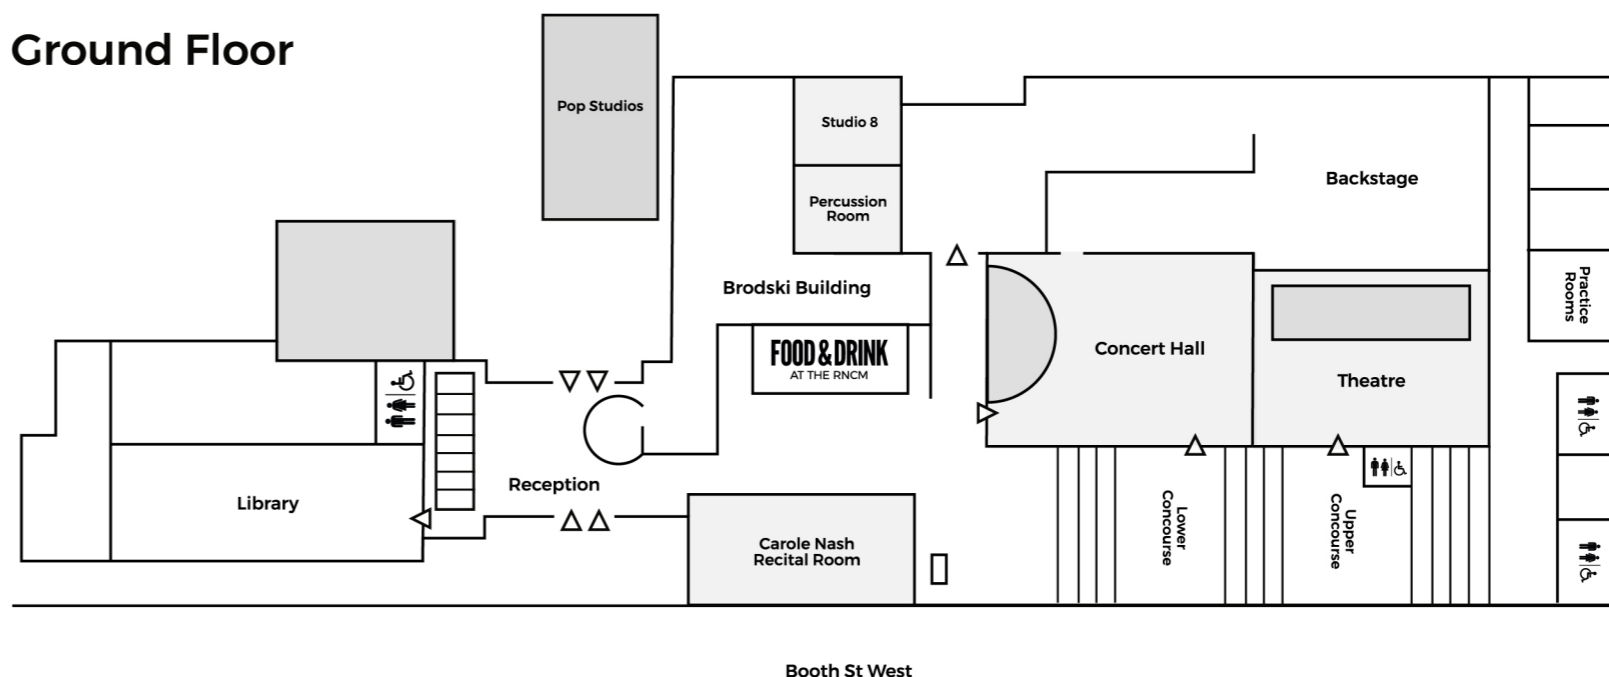 Ground Floor
Pop Studios
Studio 8
Percussion
Room
Backstage
Practice
Rooms
Brodski Building
FOOD & DRINK
AT THE RNCM
Concert Hall
Theatre
Reception
Library
Carole Nash
Recital Room
Lower
Concourse
Upper
Concourse
Booth St West